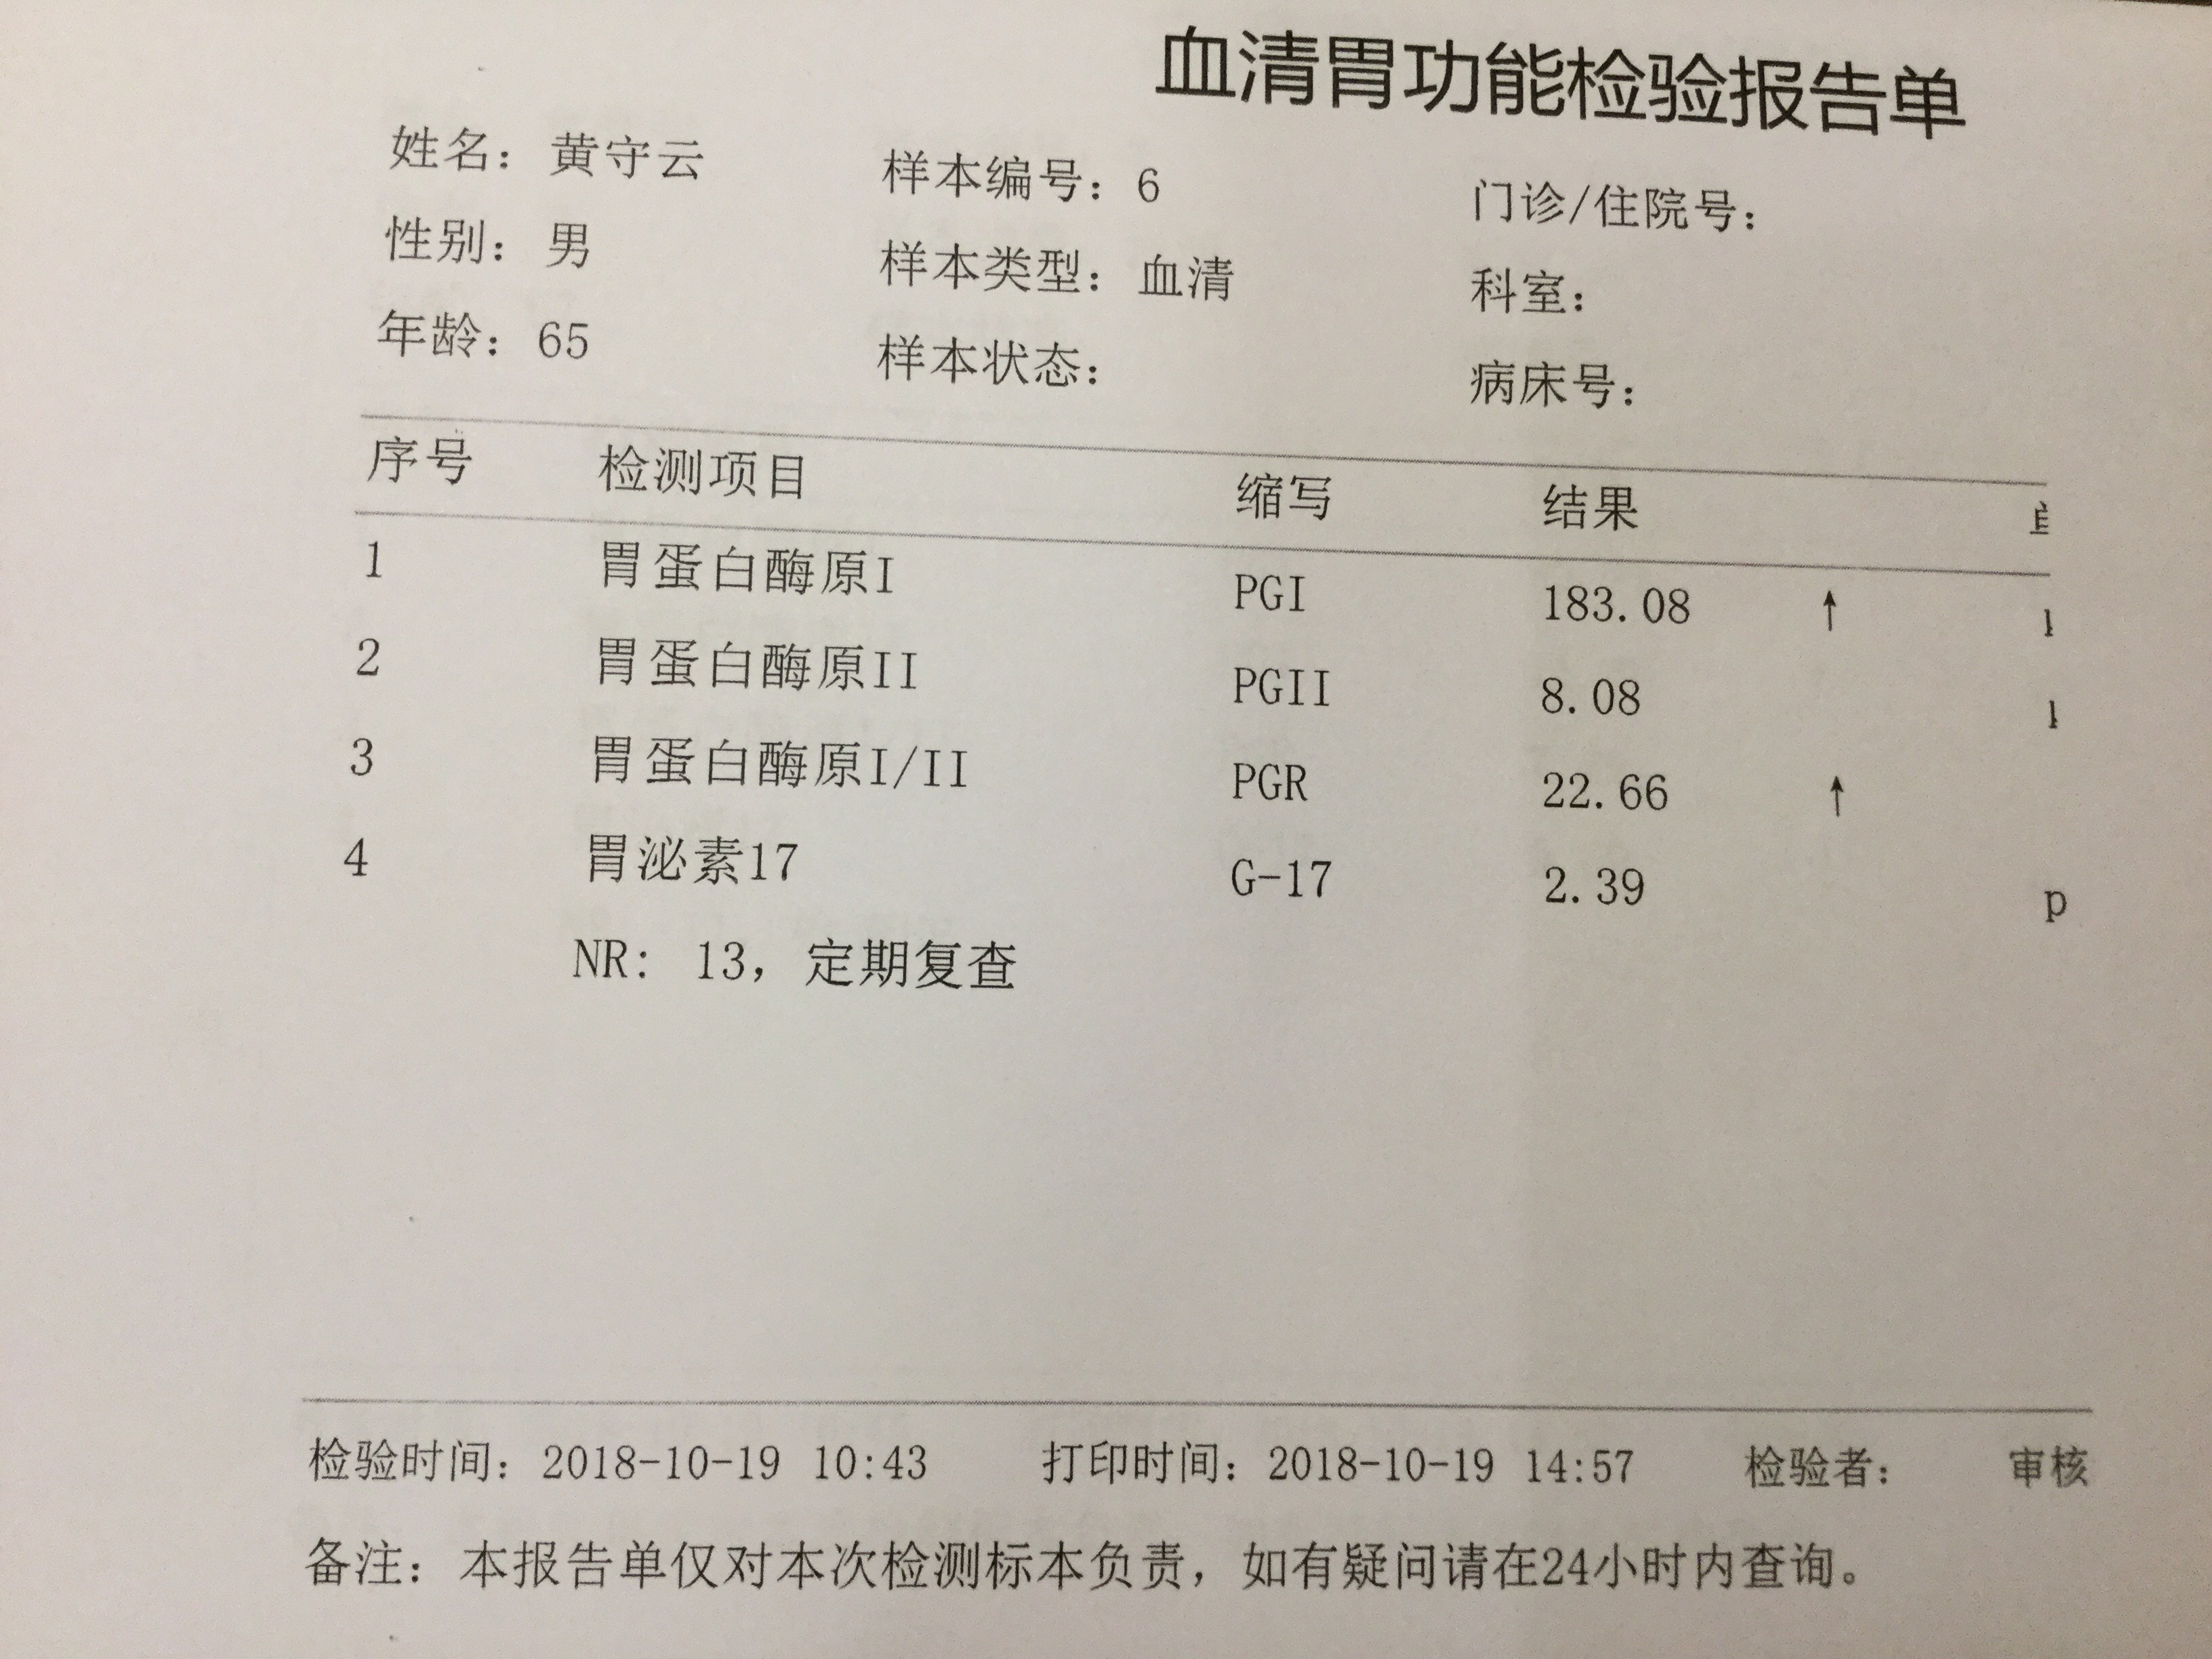 血清胃功能检验报告单
姓名: 黄守云 样本编号: 6 门诊/住院号:
性别: 男 样本类型: 血清 科室:
年龄: 65 样本状态: 病床号:
序号 检测项目 缩写 结果
1 胃蛋白酶原I PGI 183.08 ↑
2 胃蛋白酶原II PGII 8.08
3 胃蛋白酶原I/II PGR 22.66 ↑
4 胃泌素17 G-17 2.39 p
NR: 13, 定期复查
检验时间: 2018-10-19 10:43 打印时间: 2018-10-19 14:57 检验者: 审核
备注: 本报告单仅对本次检测标本负责, 如有疑问请在24小时内查询。